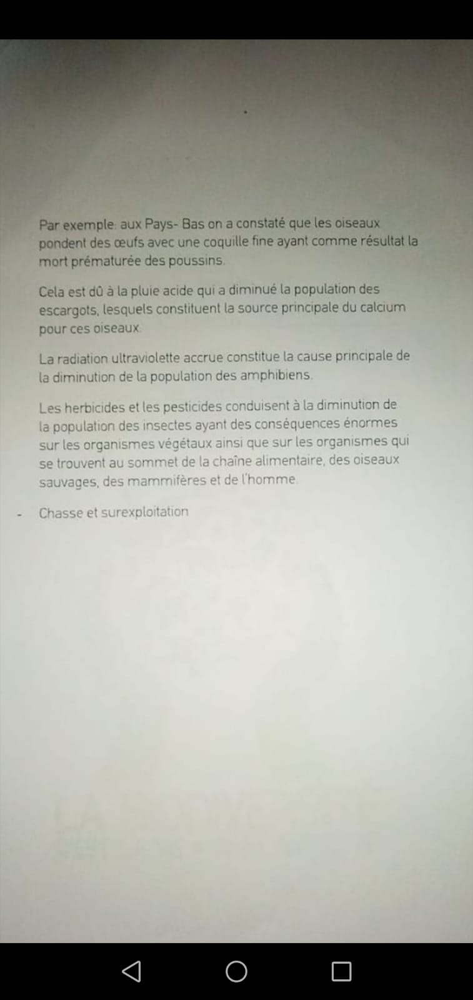 Par exemple: aux Pays- Bas on a constaté que les oiseaux
pondent des œufs avec une coquille fine ayant comme résultat la
mort prématurée des poussins.
Cela est dû à la pluie acide qui a diminué la population des
escargots, lesquels constituent la source principale du calcium
pour ces oiseaux.
La radiation ultraviolette accrue constitue la cause principale de
la diminution de la population des amphibiens.
Les herbicides et les pesticides conduisent à la diminution de
la population des insectes ayant des conséquences énormes
sur les organismes végétaux ainsi que sur les organismes qui
se trouvent au sommet de la chaîne alimentaire, des oiseaux
sauvages, des mammifères et de l'homme.
- Chasse et surexploitation